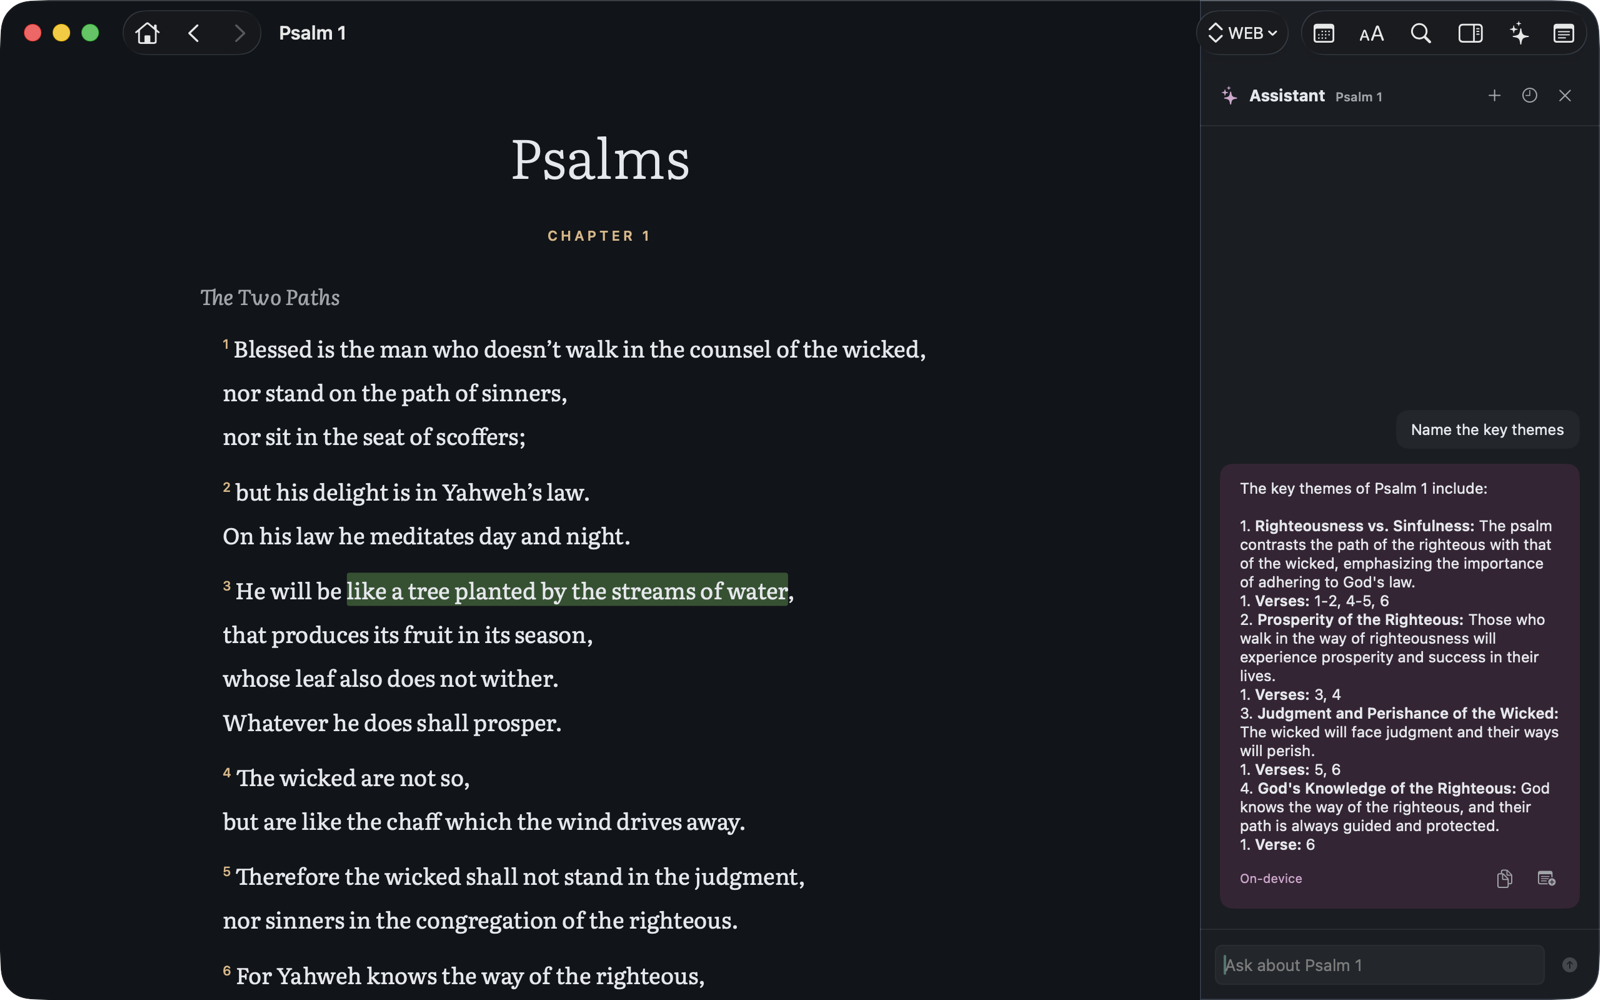 Psalm 1
WEB
AA
Assistant Psalm 1
Psalms
CHAPTER 1
The Two Paths
1 Blessed is the man who doesn’t walk in the counsel of the wicked,
nor stand on the path of sinners,
nor sit in the seat of scoffers;
2 but his delight is in Yahweh’s law.
On his law he meditates day and night.
3 He will be like a tree planted by the streams of water,
that produces its fruit in its season,
whose leaf also does not wither.
Whatever he does shall prosper.
4 The wicked are not so,
but are like the chaff which the wind drives away.
5 Therefore the wicked shall not stand in the judgment,
nor sinners in the congregation of the righteous.
6 For Yahweh knows the way of the righteous,
Name the key themes
The key themes of Psalm 1 include:
1. Righteousness vs. Sinfulness: The psalm
contrasts the path of the righteous with that
of the wicked, emphasizing the importance
of adhering to God's law.
1. Verses: 1-2, 4-5, 6
2. Prosperity of the Righteous: Those who
walk in the way of righteousness will
experience prosperity and success in their
lives.
1. Verses: 3, 4
3. Judgment and Perishance of the Wicked:
The wicked will face judgment and their ways
will perish.
1. Verses: 5, 6
4. God's Knowledge of the Righteous: God
knows the way of the righteous, and their
path is always guided and protected.
1. Verse: 6
On-device
Ask about Psalm 1